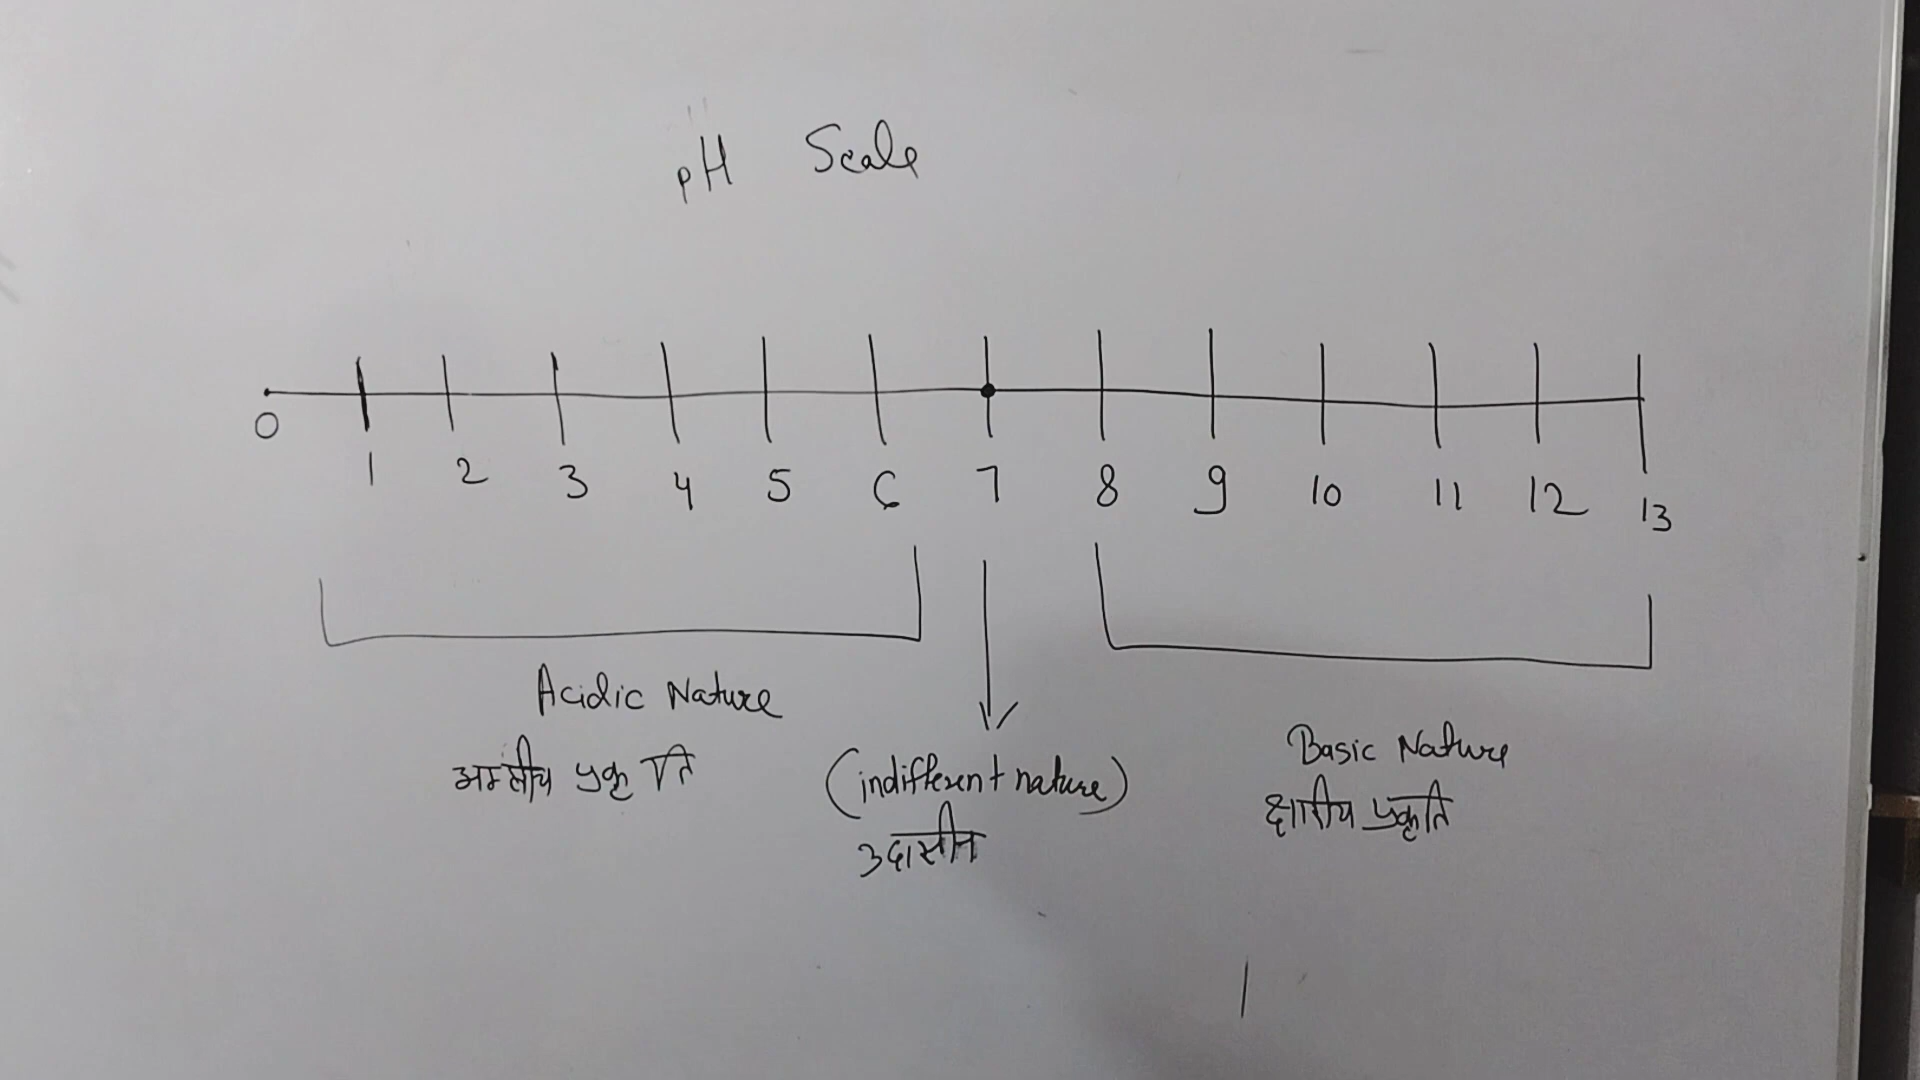 pH Scale
0 1 2 3 4 5 6 7 8 9 10 11 12 13
Acidic Nature
अम्लीय प्रकृति
(indifferent nature)
उदासीन
Basic Nature
क्षारीय प्रकृति